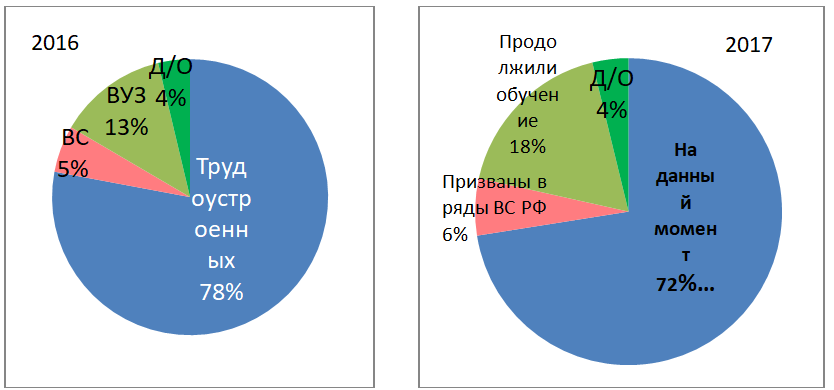 2016
Д/О
4%
ВУЗ
13%
ВС
5%
Труд
оустр
оенн
ых
78%
2017
Продо
лжили
обучен
ие
18%
Д/О
4%
Призваны в
ряды ВС РФ
6%
На
данны
й
момен
т
72%...